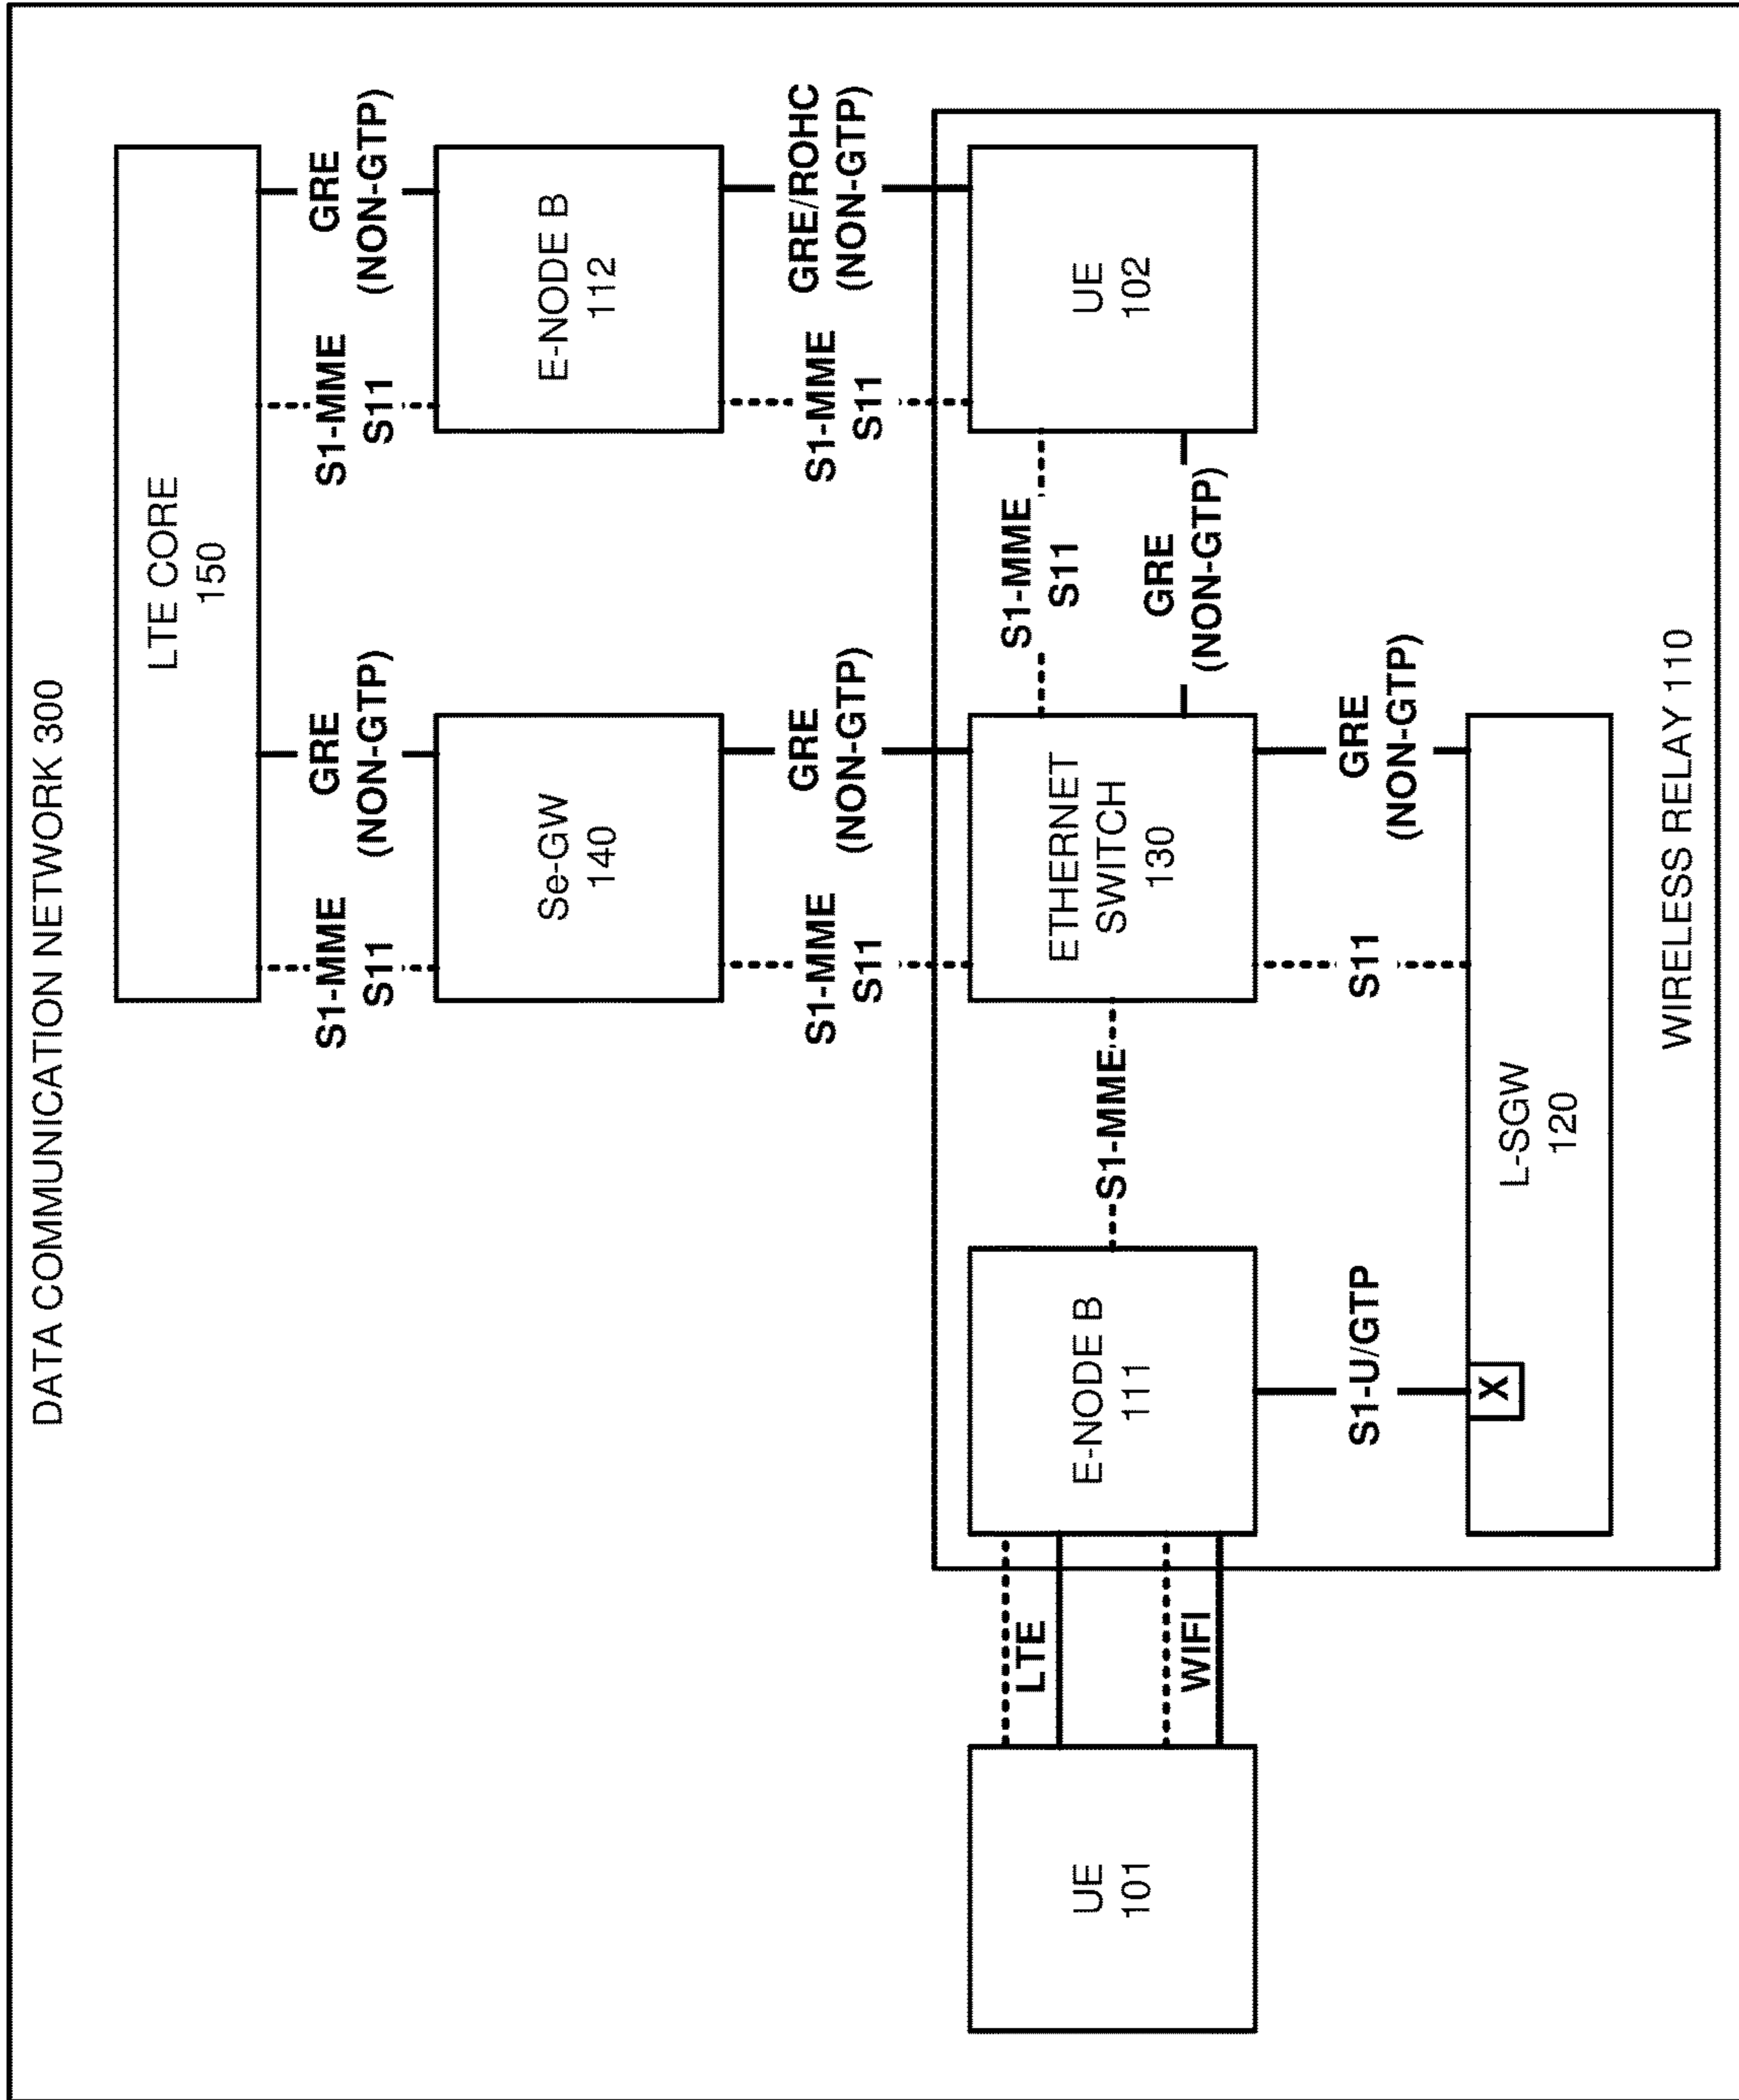 DATA COMMUNICATION NETWORK 300
LTE CORE
150
S1-MME
S11
GRE
(NON-GTP)
S1-MME
S11
GRE
(NON-GTP)
Se-GW
140
E-NODE B
112
S1-MME
S11
GRE
(NON-GTP)
S1-MME
S11
GRE/ROHC
(NON-GTP)
UE
101
LTE
WIFI
E-NODE B
111
S1-MME
ETHERNET
SWITCH
130
S1-MME
S11
GRE
(NON-GTP)
UE
102
S1-U/GTP
S11
GRE
(NON-GTP)
X
L-SGW
120
WIRELESS RELAY 110